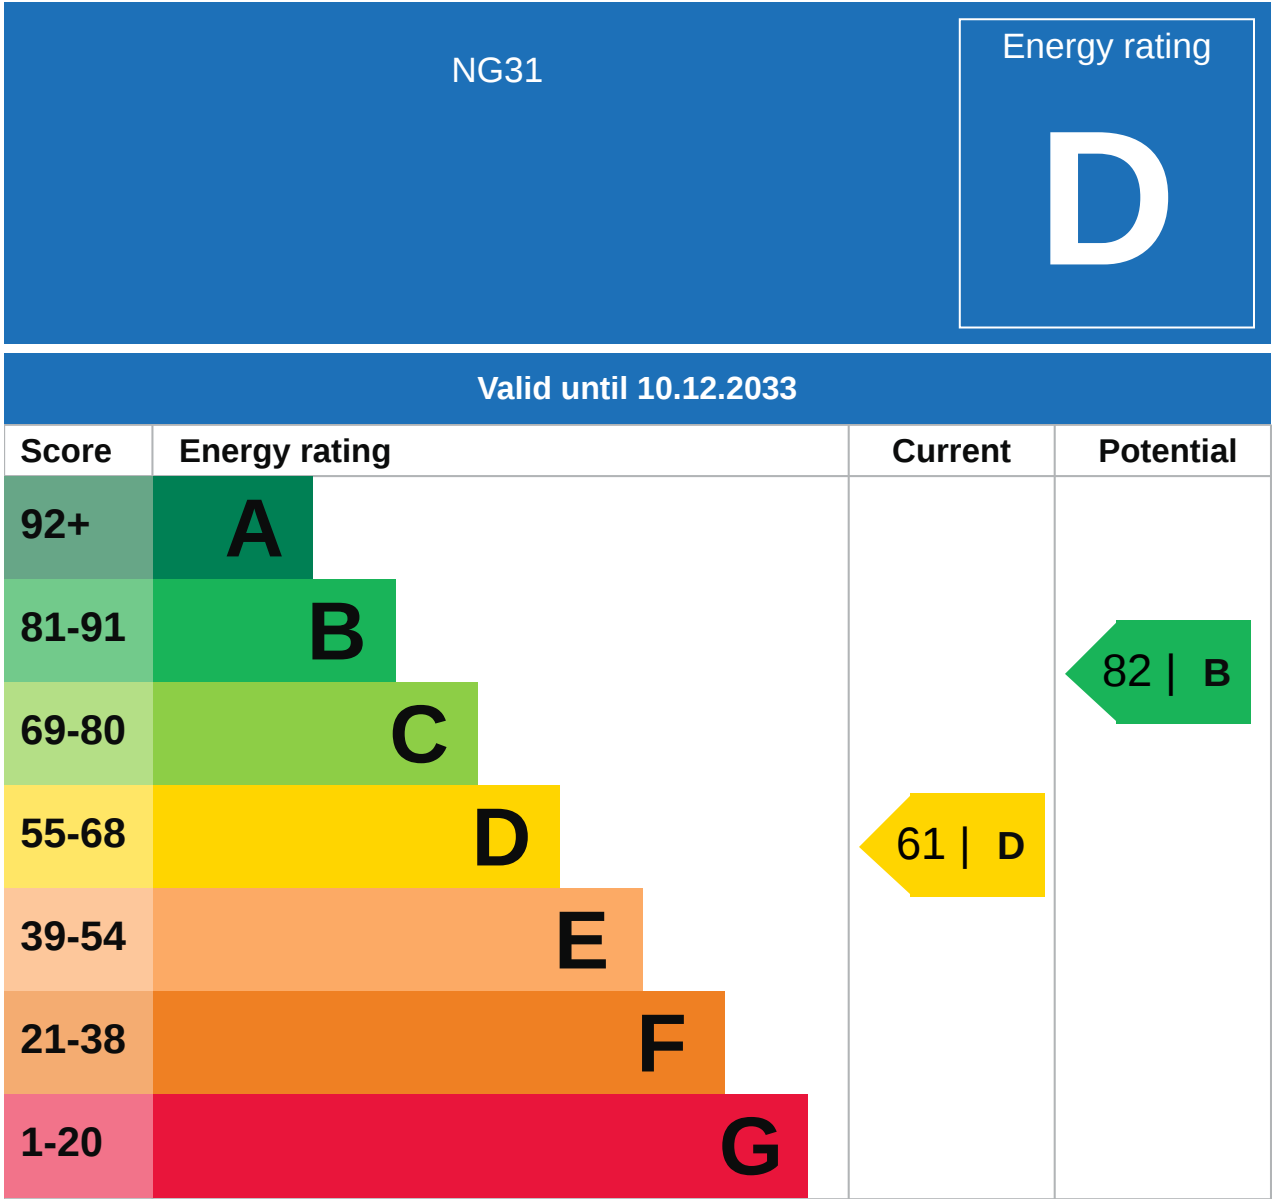 NG31
Energy rating
D
Valid until 10.12.2033
Score Energy rating Current Potential
92+ A
81-91 B
82 | B
69-80 C
55-68 D
61 | D
39-54 E
21-38 F
1-20 G